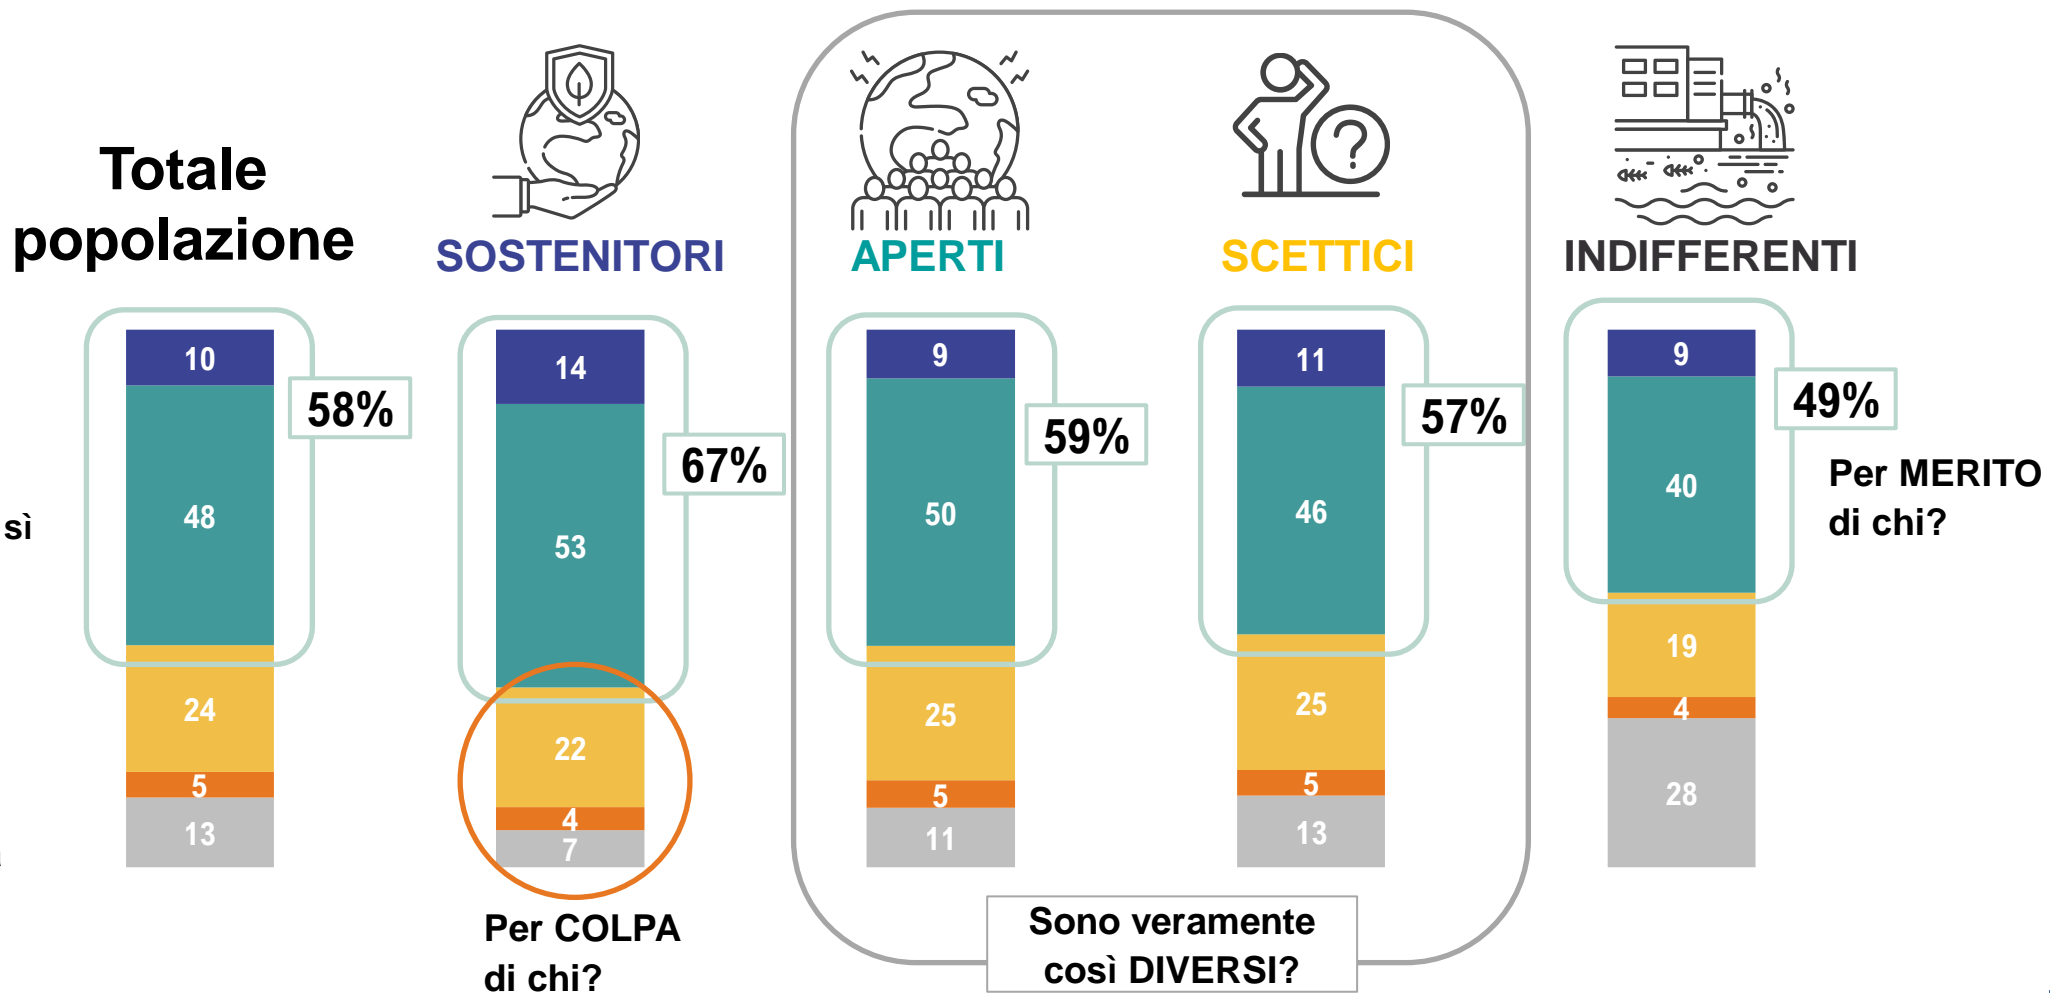 Totale
popolazione
SOSTENITORI
APERTI
SCETTICI
INDIFFERENTI
sì
10
48
24
5
13
58%
14
53
22
4
7
67%
Per COLPA
di chi?
9
50
25
5
11
59%
?
11
46
25
5
13
57%
Sono veramente
così DIVERSI?
9
40
19
4
28
49%
Per MERITO
di chi?